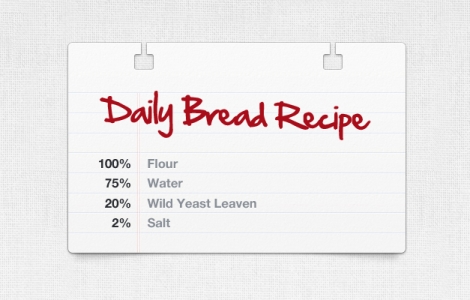 Daily Bread Recipe
100% Flour
75% Water
20% Wild Yeast Leaven
2% Salt